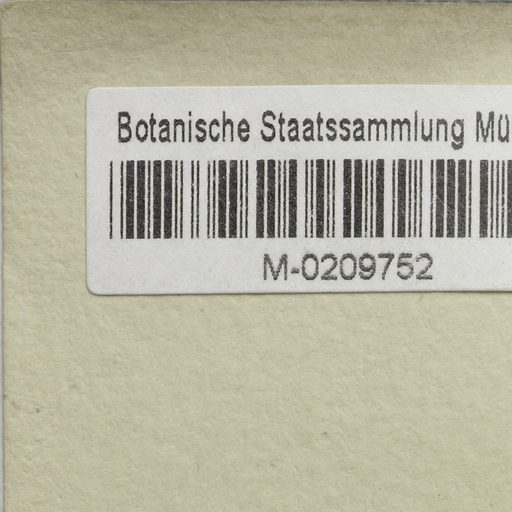 Botanische Staatssammlung Mü
M-0209752